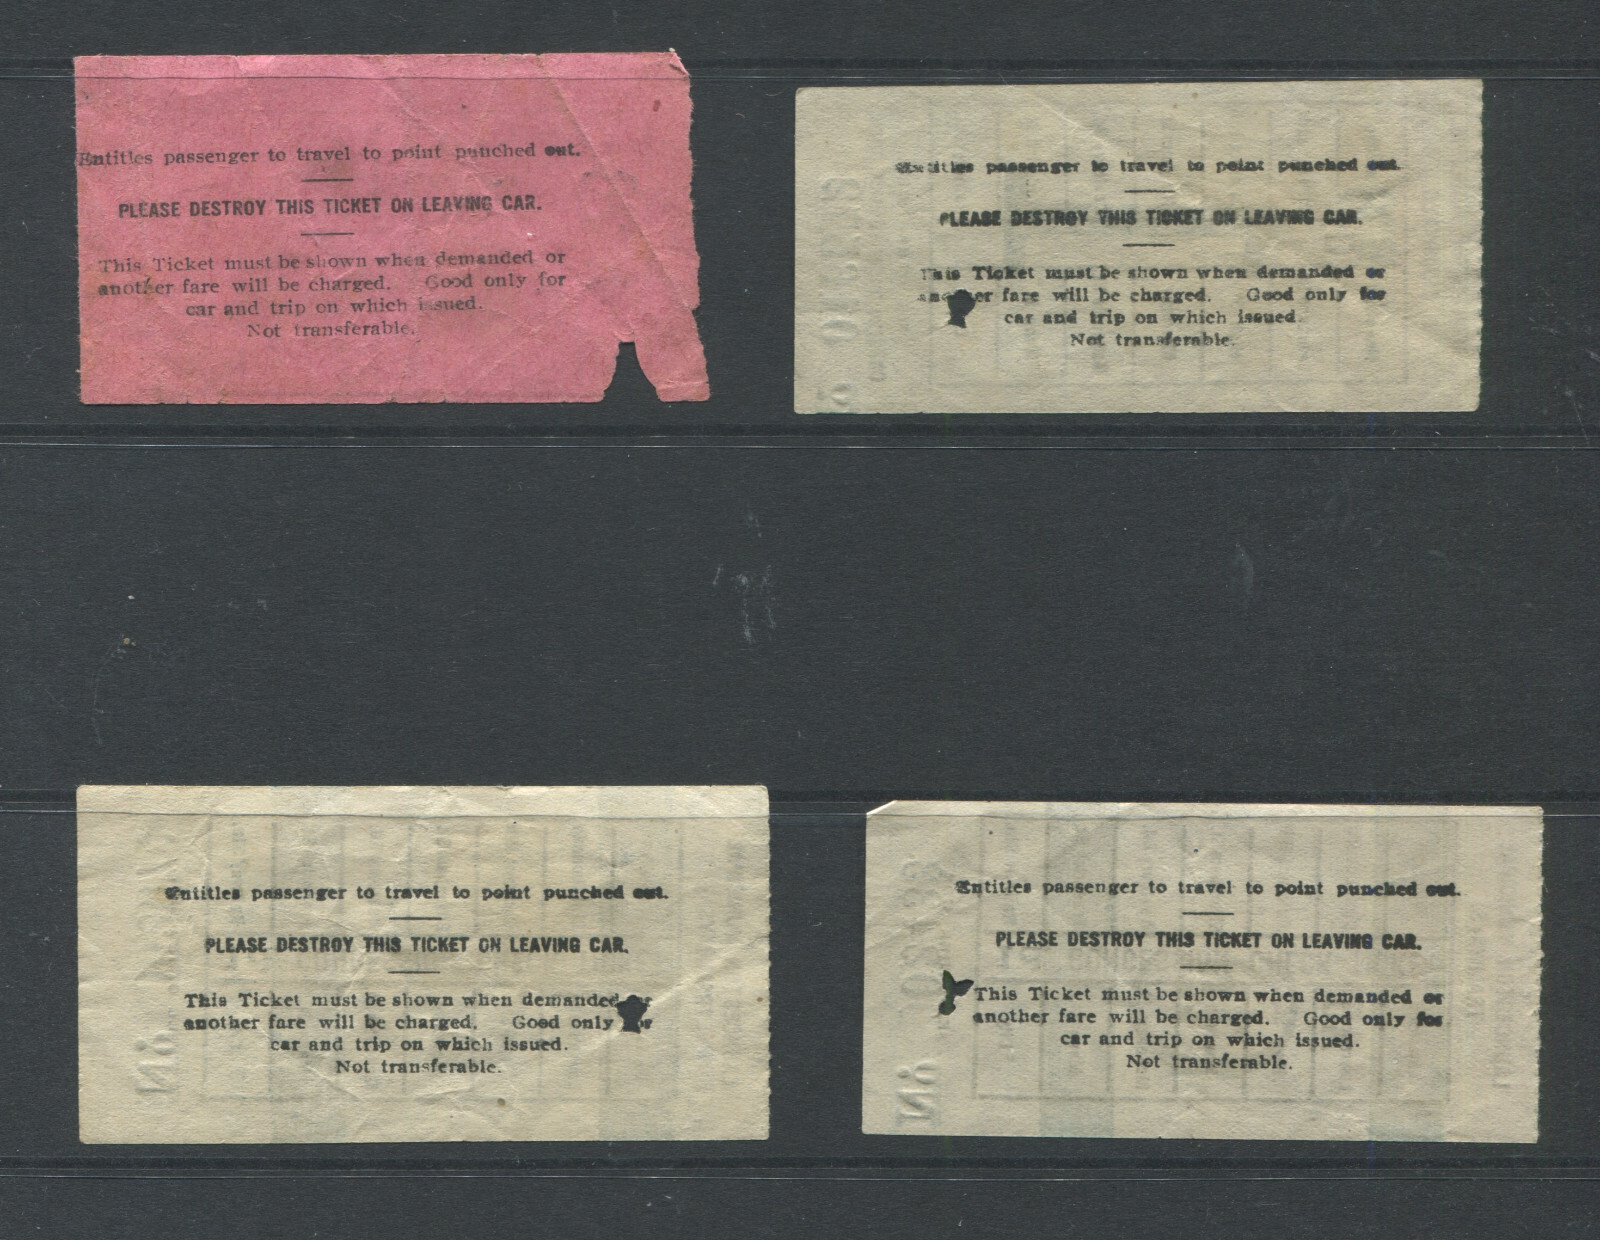 Entitles passenger to travel to point punched out.
PLEASE DESTROY THIS TICKET ON LEAVING CAR.
This Ticket must be shown when demanded or
another fare will be charged. Good only for
car and trip on which issued.
Not transferable.
Entitles passenger to travel to point punched out.
PLEASE DESTROY THIS TICKET ON LEAVING CAR.
This Ticket must be shown when demanded or
another fare will be charged. Good only for
car and trip on which issued.
Not transferable.
Entitles passenger to travel to point punched out.
PLEASE DESTROY THIS TICKET ON LEAVING CAR.
This Ticket must be shown when demanded or
another fare will be charged. Good only for
car and trip on which issued.
Not transferable.
Entitles passenger to travel to point punched out.
PLEASE DESTROY THIS TICKET ON LEAVING CAR.
This Ticket must be shown when demanded or
another fare will be charged. Good only for
car and trip on which issued.
Not transferable.